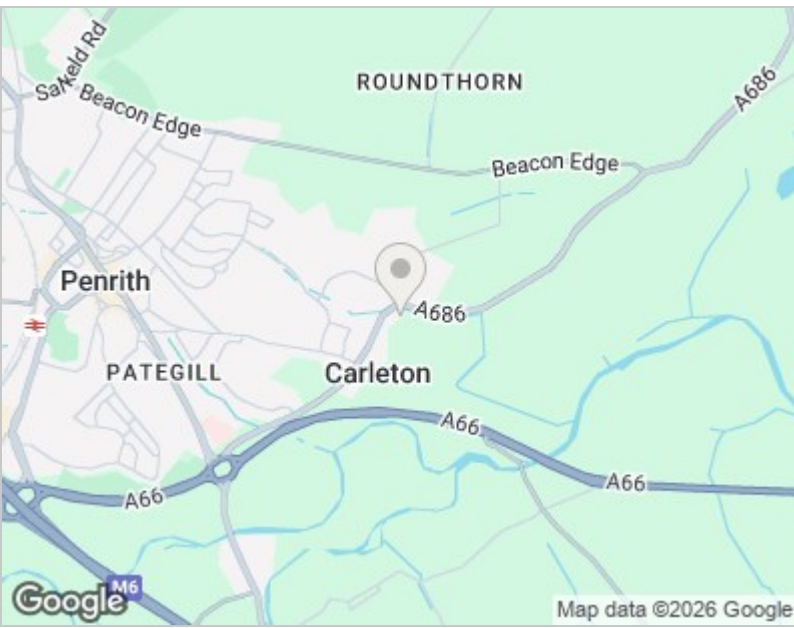 Salkeld Rd
Beacon Edge
ROUNDTHORN
A686
Beacon Edge
Penrith
A686
PATEGILL
Carleton
A66
A66
A66
M6
Google
Map data ©2026 Google